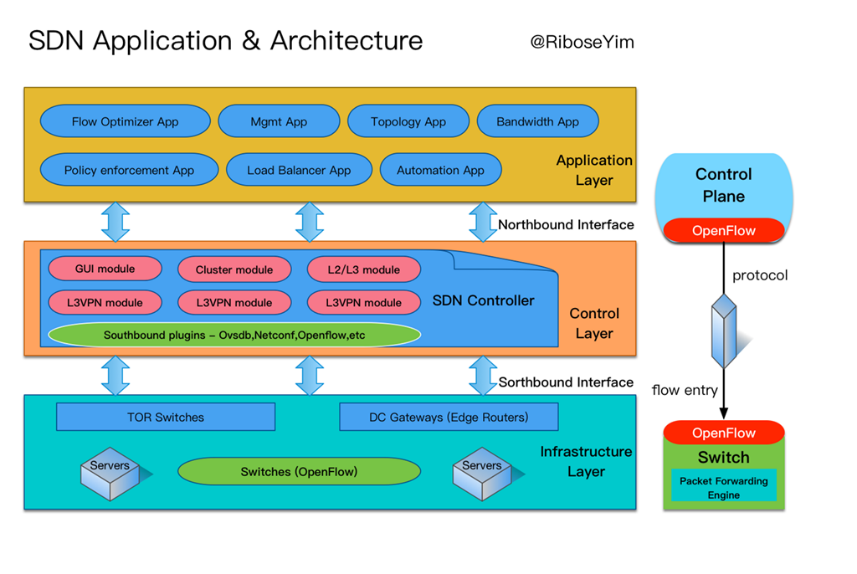 SDN Application & Architecture
@RiboseYim
Flow Optimizer App
Mgmt App
Topology App
Bandwidth App
Policy enforcement App
Load Balancer App
Automation App
Application
Layer
Northbound Interface
GUI module
Cluster module
L2/L3 module
L3VPN module
L3VPN module
L3VPN module
SDN Controller
Southbound plugins – Ovsdb,Netconf,Openflow,etc
Control
Layer
Sorthbound Interface
TOR Switches
DC Gateways (Edge Routers)
Servers
Switches (OpenFlow)
Servers
Infrastructure
Layer
Control
Plane
OpenFlow
protocol
flow entry
OpenFlow
Switch
Packet Forwarding
Engine